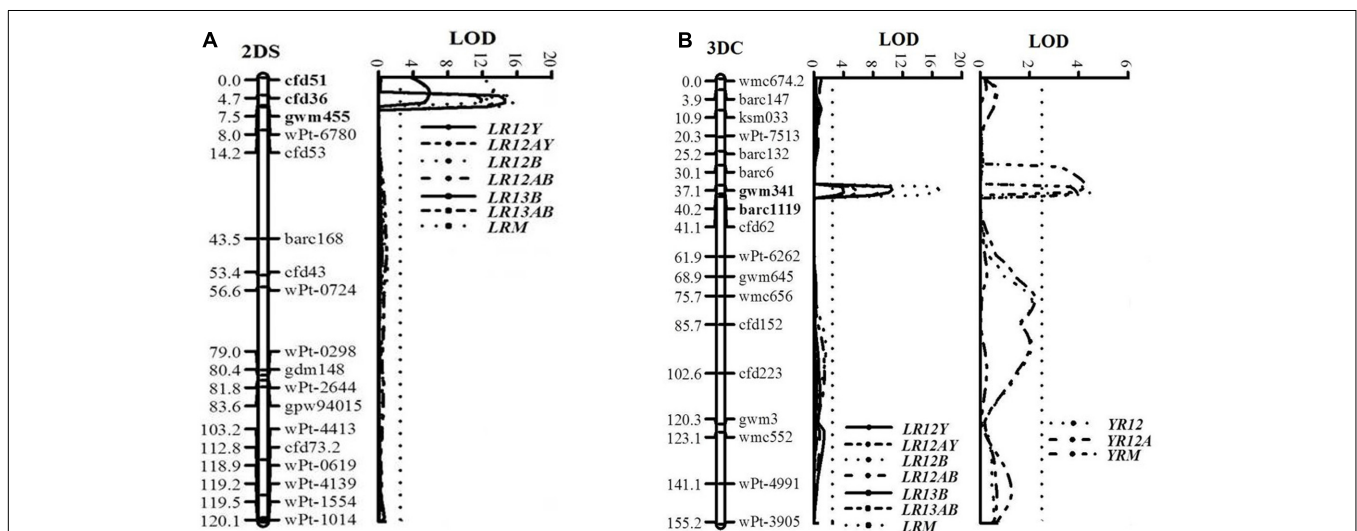 A
2DS
LOD
0 4 8 12 16 20
0.0 cfd51
4.7 cfd36
7.5 gwm455
8.0 wPt-6780
14.2 cfd53
43.5 barc168
53.4 cfd43
56.6 wPt-0724
79.0 wPt-0298
80.4 gdm148
81.8 wPt-2644
83.6 gpw94015
103.2 wPt-4413
112.8 cfd73.2
118.9 wPt-0619
119.2 wPt-4139
119.5 wPt-1554
120.1 wPt-1014
LR12Y
LR12AY
LR12B
LR12AB
LR13B
LR13AB
LRM
B
3DC
LOD
0 4 8 12 16 20
LOD
0 2 4 6
0.0 wmc674.2
3.9 barc147
10.9 ksm033
20.3 wPt-7513
25.2 barc132
30.1 barc6
37.1 gwm341
40.2 barc1119
41.1 cfd62
61.9 wPt-6262
68.9 gwm645
75.7 wmc656
85.7 cfd152
102.6 cfd223
120.3 gwm3
123.1 wmc552
141.1 wPt-4991
155.2 wPt-3905
LR12Y
LR12AY
LR12B
LR12AB
LR13B
LR13AB
LRM
YR12
YR12A
YRM